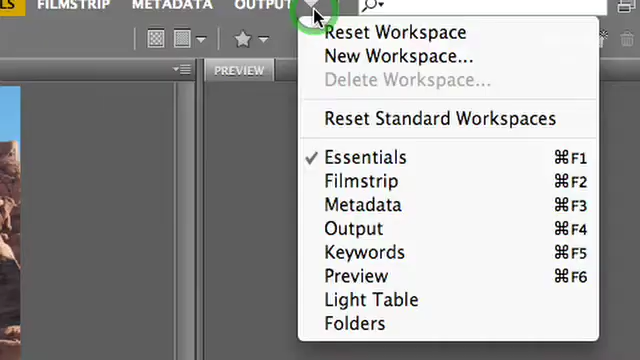 LS FILMSTRIP METADATA OUTPUT
Reset Workspace
New Workspace...
Delete Workspace...
PREVIEW
Reset Standard Workspaces
✓ Essentials ⌘F1
Filmstrip ⌘F2
Metadata ⌘F3
Output ⌘F4
Keywords ⌘F5
Preview ⌘F6
Light Table
Folders